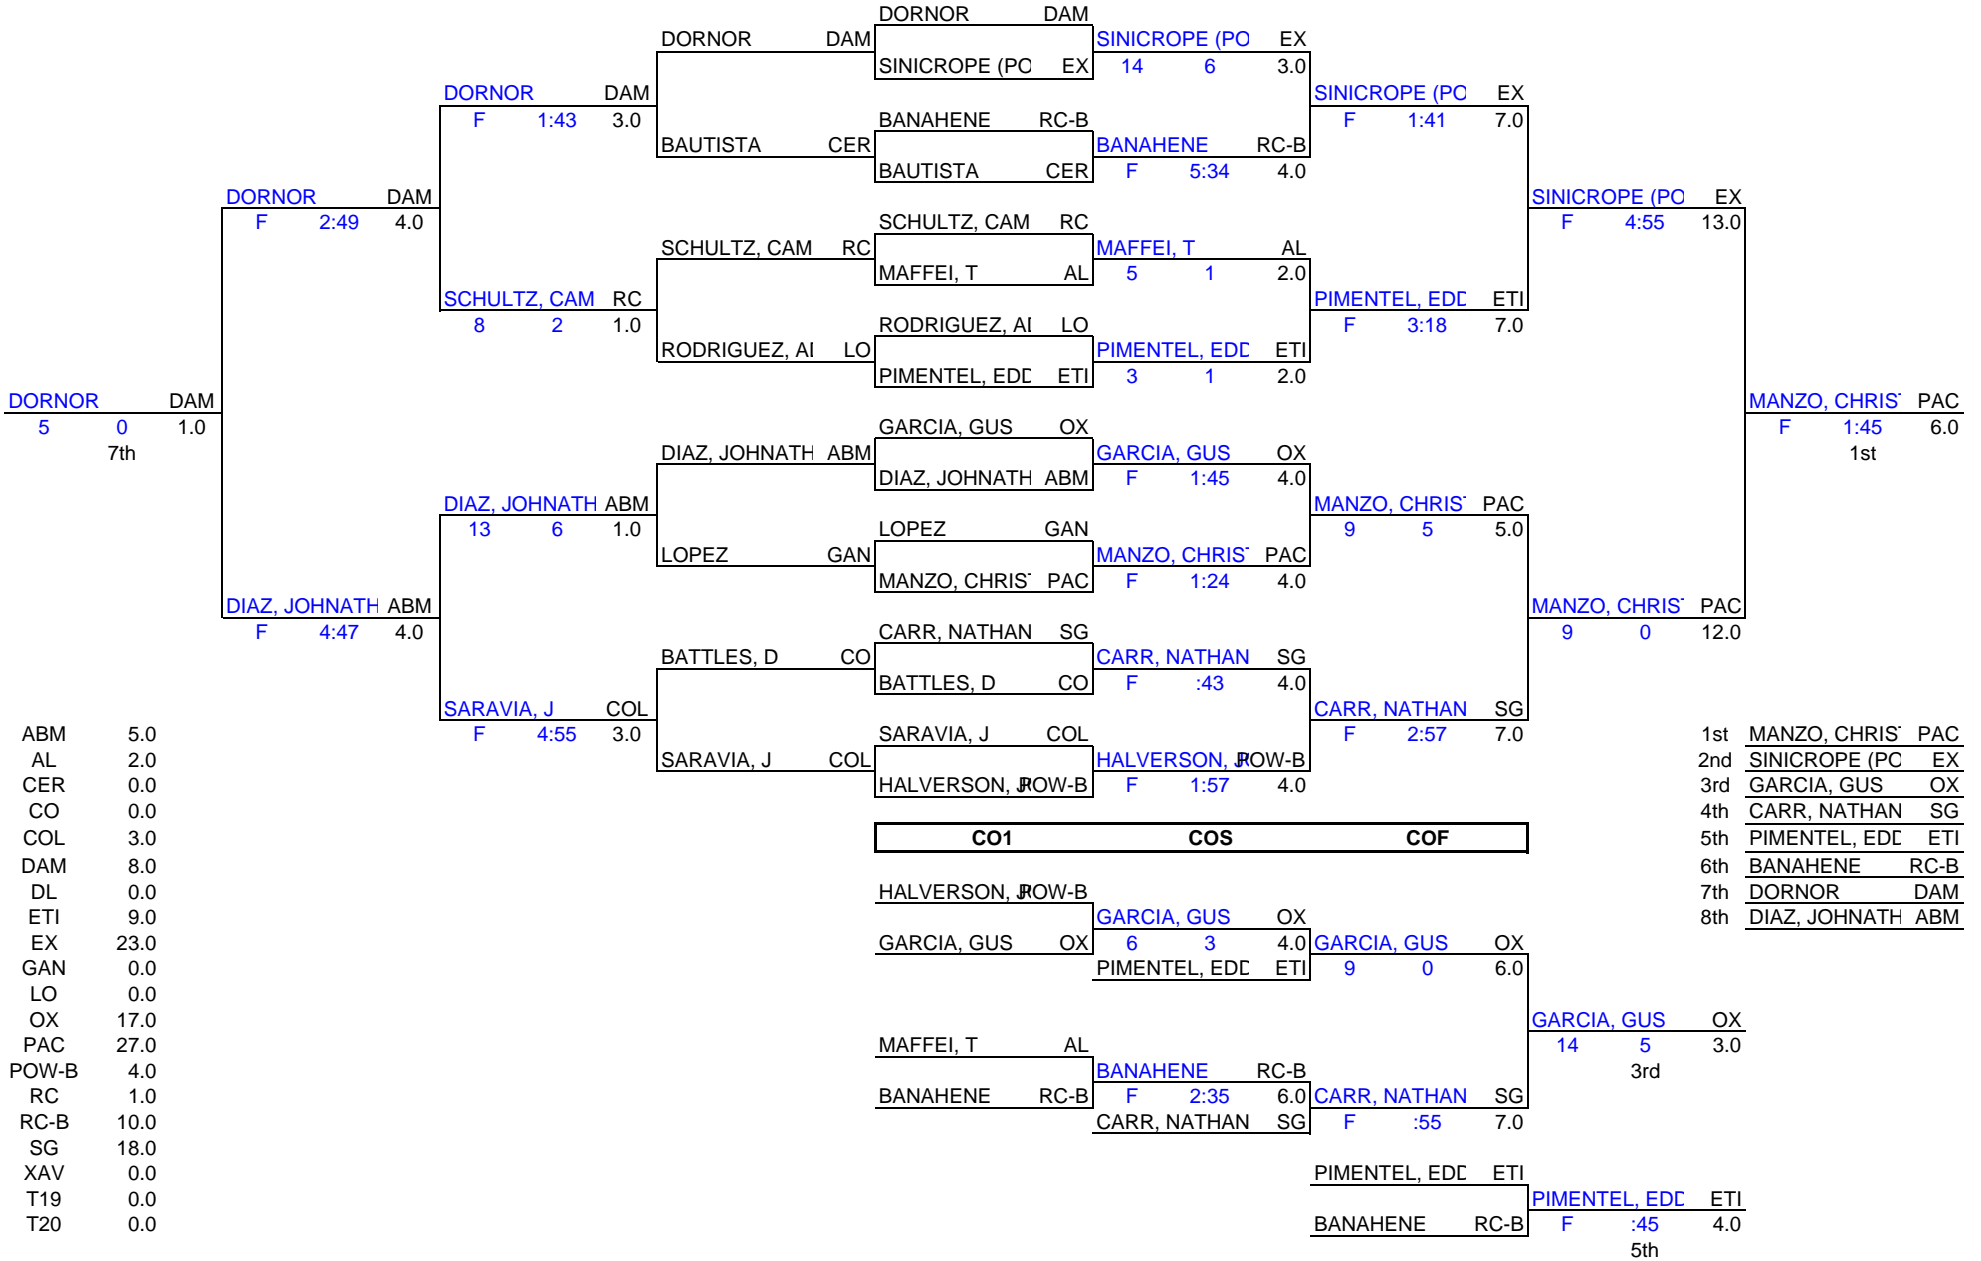 DORNOR DAM
DORNOR DAM SINICROPE (PO EX
SINICROPE (PO EX 14 6 3.0
DORNOR DAM SINICROPE (PO EX
F 1:43 3.0 BANAHENE RC-B F 1:41 7.0
BAUTISTA CER BANAHENE RC-B
BAUTISTA CER F 5:34 4.0
DORNOR DAM SINICROPE (PO EX
F 2:49 4.0 SCHULTZ, CAM RC F 4:55 13.0
SCHULTZ, CAM RC MAFFEI, T AL
MAFFEI, T AL 5 1 2.0
SCHULTZ, CAM RC PIMENTEL, EDD ETI
8 2 1.0 RODRIGUEZ, AI LO F 3:18 7.0
RODRIGUEZ, AI LO PIMENTEL, EDD ETI
PIMENTEL, EDD ETI 3 1 2.0
DORNOR DAM MANZO, CHRIS PAC
5 0 1.0 GARCIA, GUS OX F 1:45 6.0
7th DIAZ, JOHNATH ABM GARCIA, GUS OX 1st
DIAZ, JOHNATH ABM F 1:45 4.0
DIAZ, JOHNATH ABM MANZO, CHRIS PAC
13 6 1.0 LOPEZ GAN 9 5 5.0
LOPEZ GAN MANZO, CHRIS PAC
MANZO, CHRIS PAC F 1:24 4.0
DIAZ, JOHNATH ABM MANZO, CHRIS PAC
F 4:47 4.0 CARR, NATHAN SG 9 0 12.0
BATTLES, D CO CARR, NATHAN SG
BATTLES, D CO F :43 4.0
SARAVIA, J COL CARR, NATHAN SG
ABM 5.0 F 4:55 3.0 SARAVIA, J COL F 2:57 7.0 1st MANZO, CHRIS PAC
AL 2.0 SARAVIA, J COL HALVERSON, J POW-B 2nd SINICROPE (PO EX
CER 0.0 HALVERSON, J POW-B F 1:57 4.0 3rd GARCIA, GUS OX
CO 0.0 4th CARR, NATHAN SG
COL 3.0 CO1 COS COF 5th PIMENTEL, EDD ETI
DAM 8.0 6th BANAHENE RC-B
DL 0.0 HALVERSON, J POW-B 7th DORNOR DAM
ETI 9.0 GARCIA, GUS OX 8th DIAZ, JOHNATH ABM
EX 23.0 GARCIA, GUS OX 6 3 4.0 GARCIA, GUS OX
GAN 0.0 PIMENTEL, EDD ETI 9 0 6.0
LO 0.0
OX 17.0 GARCIA, GUS OX
PAC 27.0 MAFFEI, T AL 14 5 3.0
POW-B 4.0 BANAHENE RC-B 3rd
RC 1.0 BANAHENE RC-B F 2:35 6.0 CARR, NATHAN SG
RC-B 10.0 CARR, NATHAN SG F :55 7.0
SG 18.0
XAV 0.0 PIMENTEL, EDD ETI
T19 0.0 PIMENTEL, EDD ETI
T20 0.0 BANAHENE RC-B F :45 4.0
5th